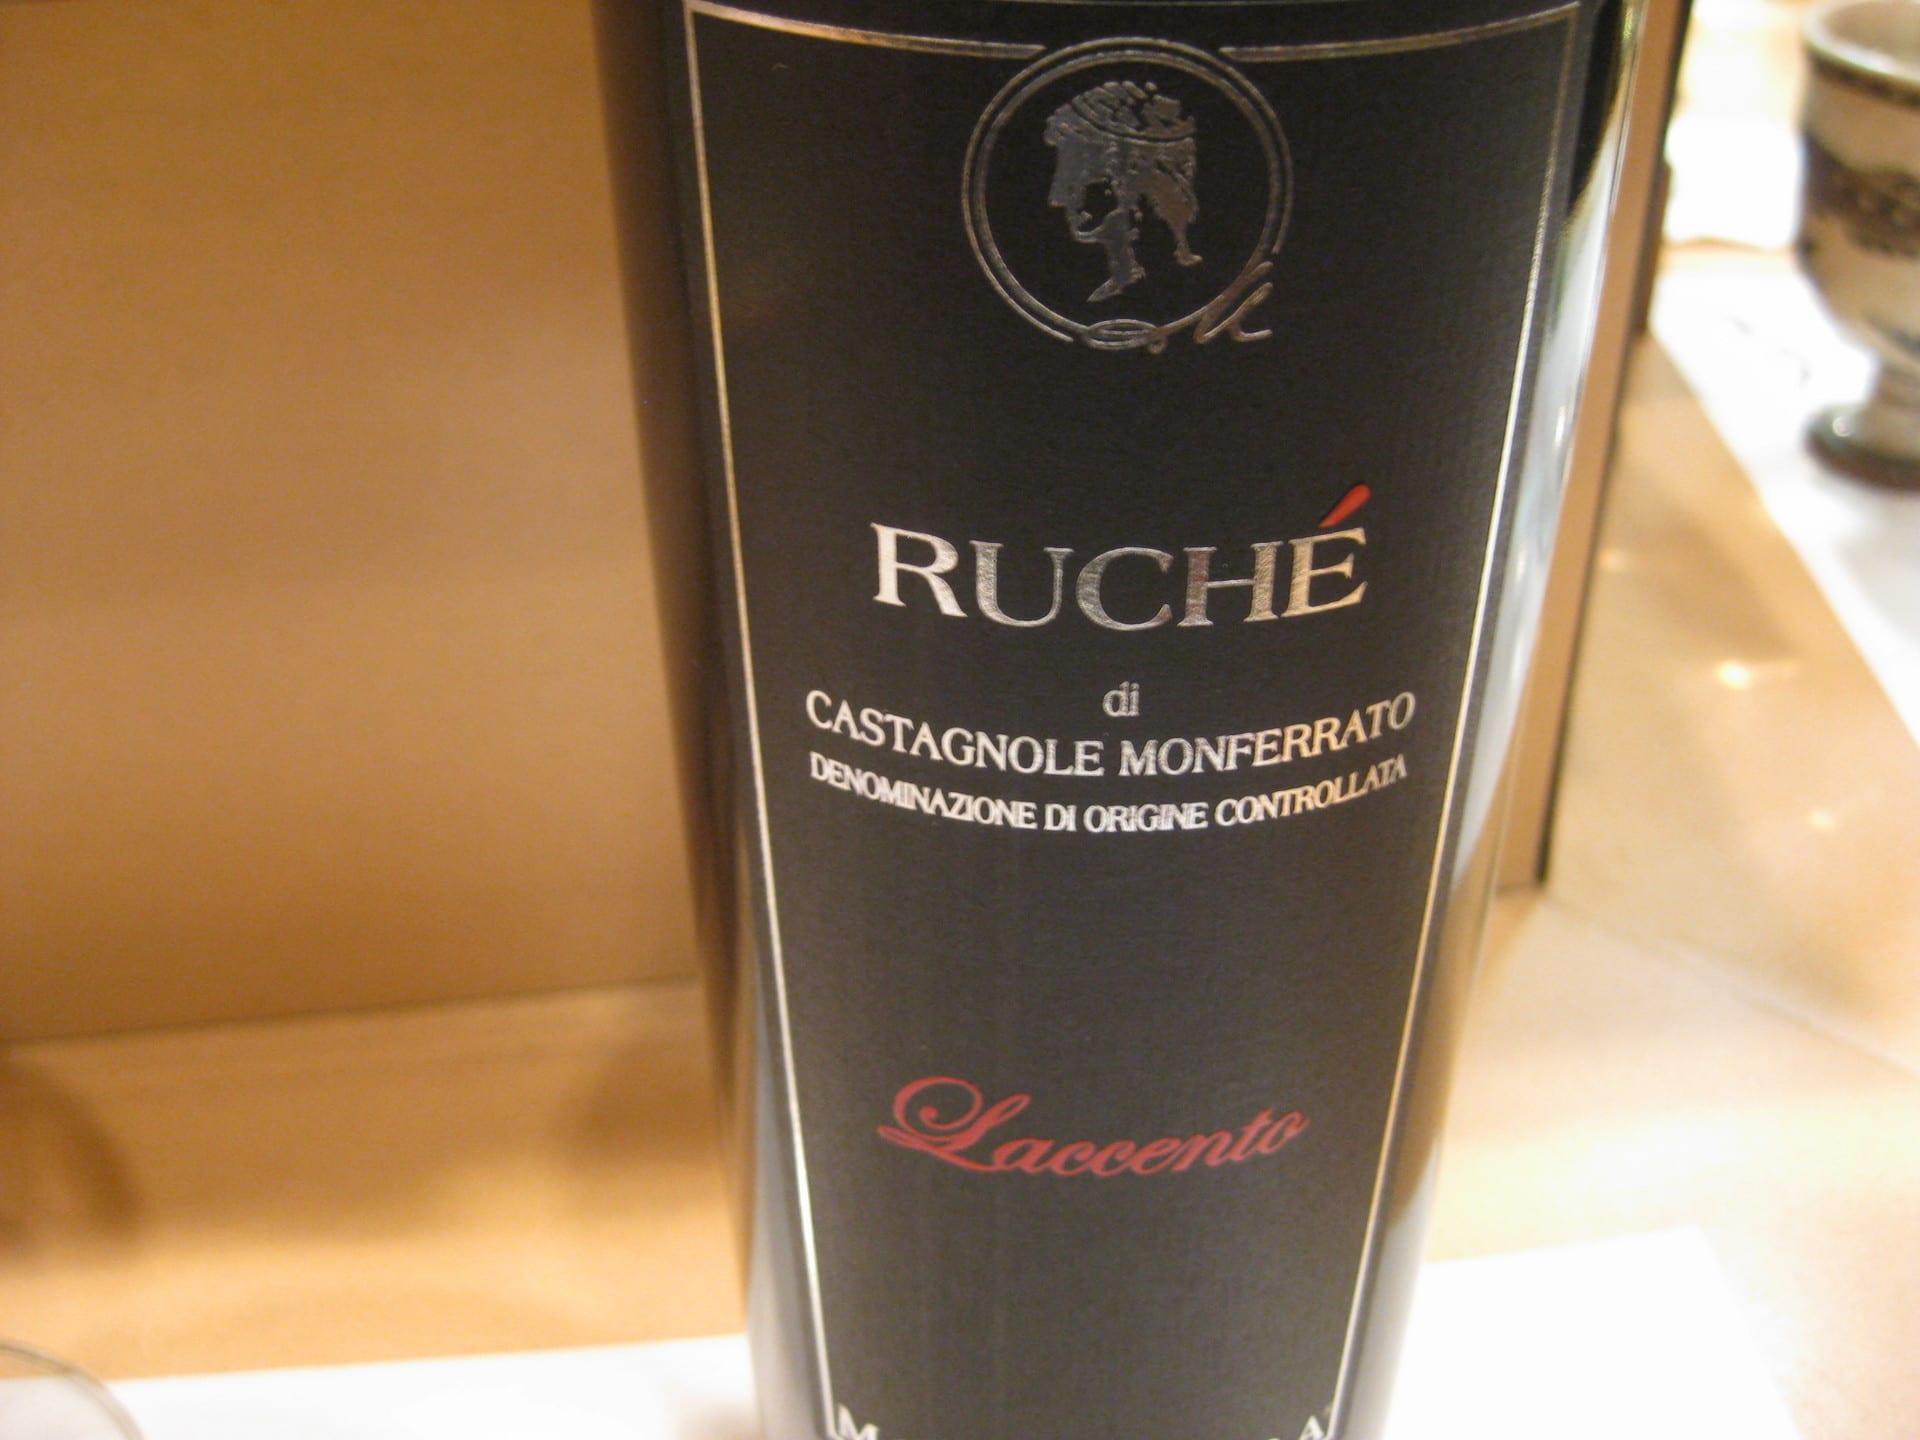 RUCHÉ
di
CASTAGNOLE MONFERRATO
DENOMINAZIONE DI ORIGINE CONTROLLATA
Laccento